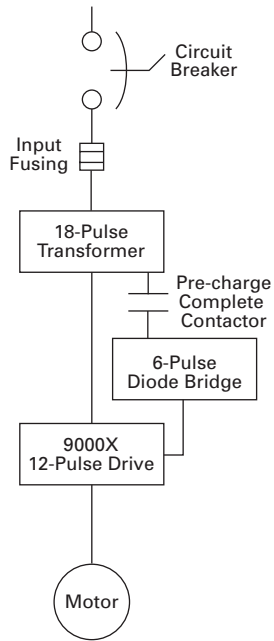 Circuit
Breaker
Input
Fusing
18-Pulse
Transformer
Pre-charge
Complete
Contactor
6-Pulse
Diode Bridge
9000X
12-Pulse Drive
Motor